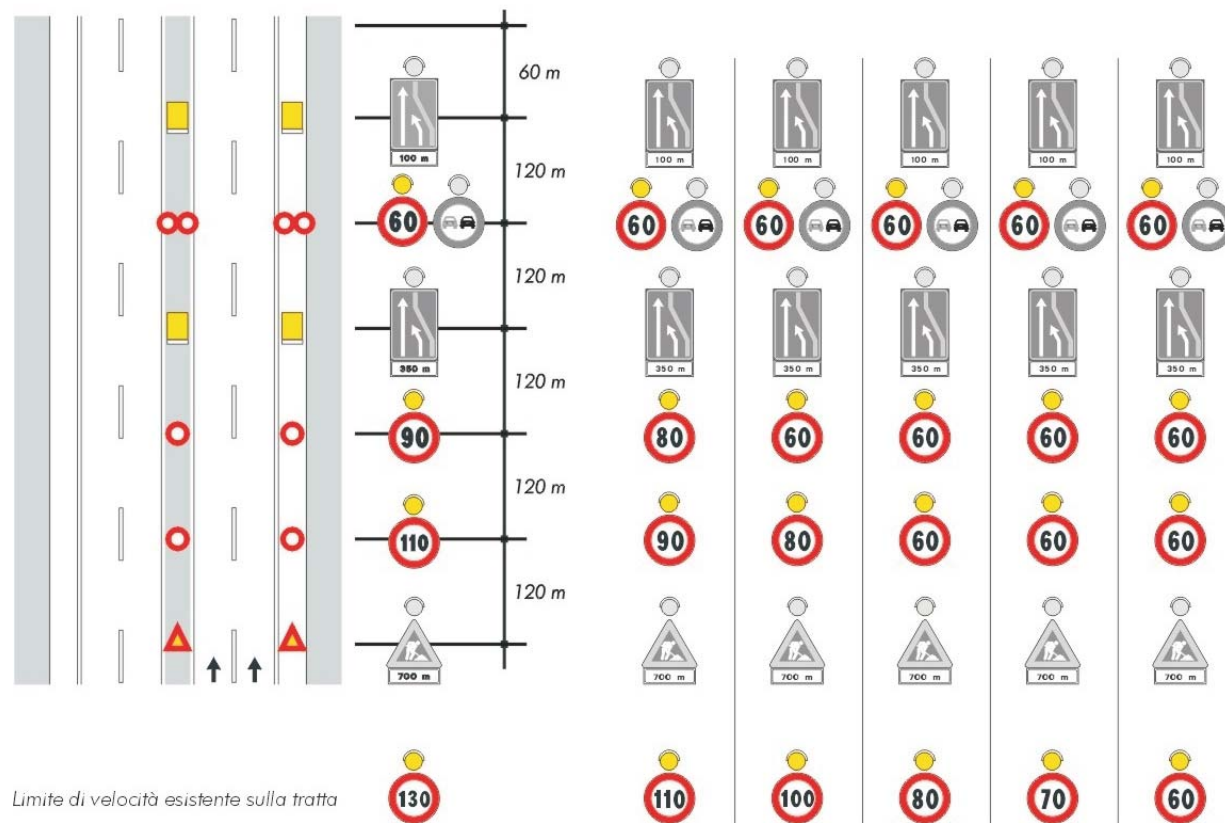 60 m
100 m 100 m 100 m 100 m 100 m 100 m
120 m
60 60 60 60 60 60
120 m
350 m 350 m 350 m 350 m 350 m 350 m
120 m
90 80 60 60 60 60
120 m
110 90 80 60 60 60
120 m
700 m 700 m 700 m 700 m 700 m 700 m
Limite di velocità esistente sulla tratta 130 110 100 80 70 60